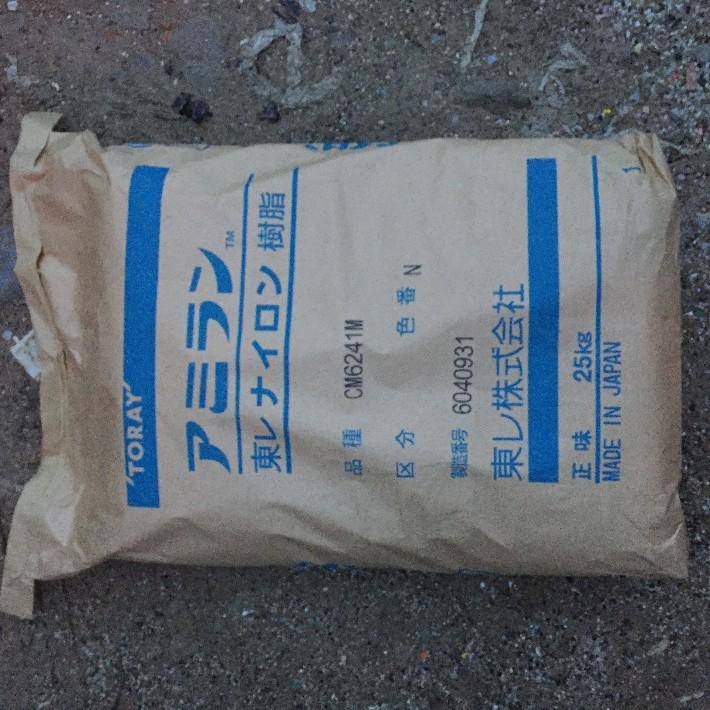 'TORAY'
アミラン™
東レナイロン樹脂
品種 CM6241M
区分 色番 N
製造番号 6040931
東レ株式会社
正味 25kg
MADE IN JAPAN
1